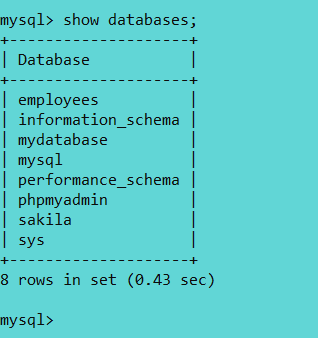 mysql> show databases;
+--------------------+
| Database           |
+--------------------+
| employees          |
| information_schema |
| mydatabase         |
| mysql              |
| performance_schema |
| phpmyadmin         |
| sakila             |
| sys                |
+--------------------+
8 rows in set (0.43 sec)
mysql>